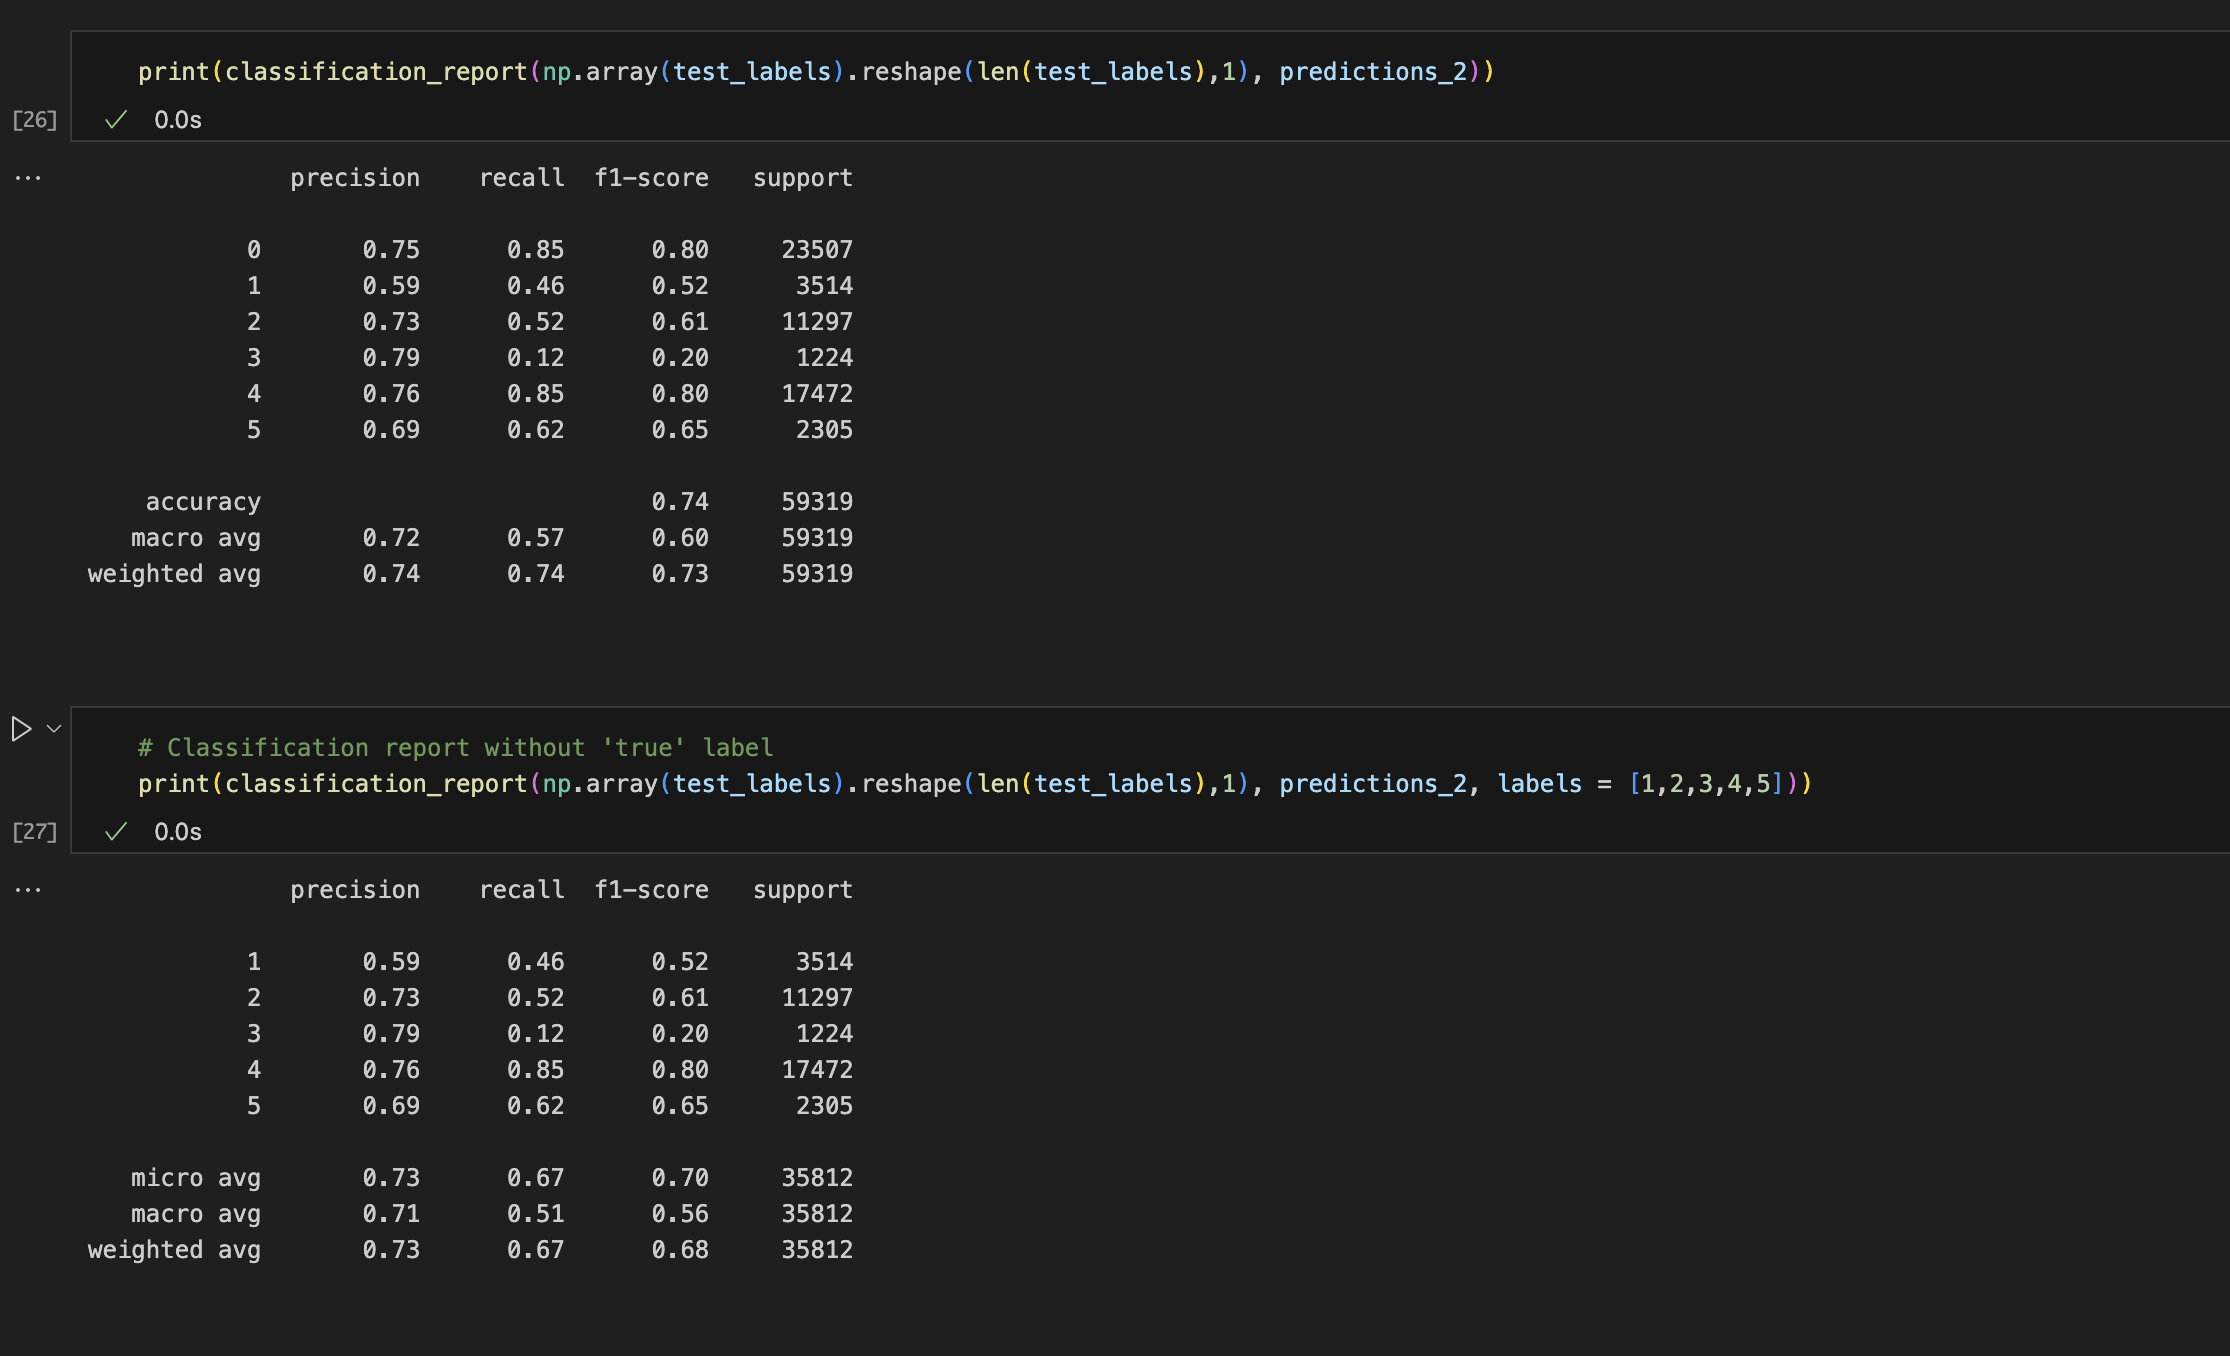 print(classification_report(np.array(test_labels).reshape(len(test_labels),1), predictions_2))
[26] 0.0s
...
precision recall f1-score support
0 0.75 0.85 0.80 23507
1 0.59 0.46 0.52 3514
2 0.73 0.52 0.61 11297
3 0.79 0.12 0.20 1224
4 0.76 0.85 0.80 17472
5 0.69 0.62 0.65 2305
accuracy 0.74 59319
macro avg 0.72 0.57 0.60 59319
weighted avg 0.74 0.74 0.73 59319
# Classification report without 'true' label
print(classification_report(np.array(test_labels).reshape(len(test_labels),1), predictions_2, labels = [1,2,3,4,5]))
[27] 0.0s
...
precision recall f1-score support
1 0.59 0.46 0.52 3514
2 0.73 0.52 0.61 11297
3 0.79 0.12 0.20 1224
4 0.76 0.85 0.80 17472
5 0.69 0.62 0.65 2305
micro avg 0.73 0.67 0.70 35812
macro avg 0.71 0.51 0.56 35812
weighted avg 0.73 0.67 0.68 35812